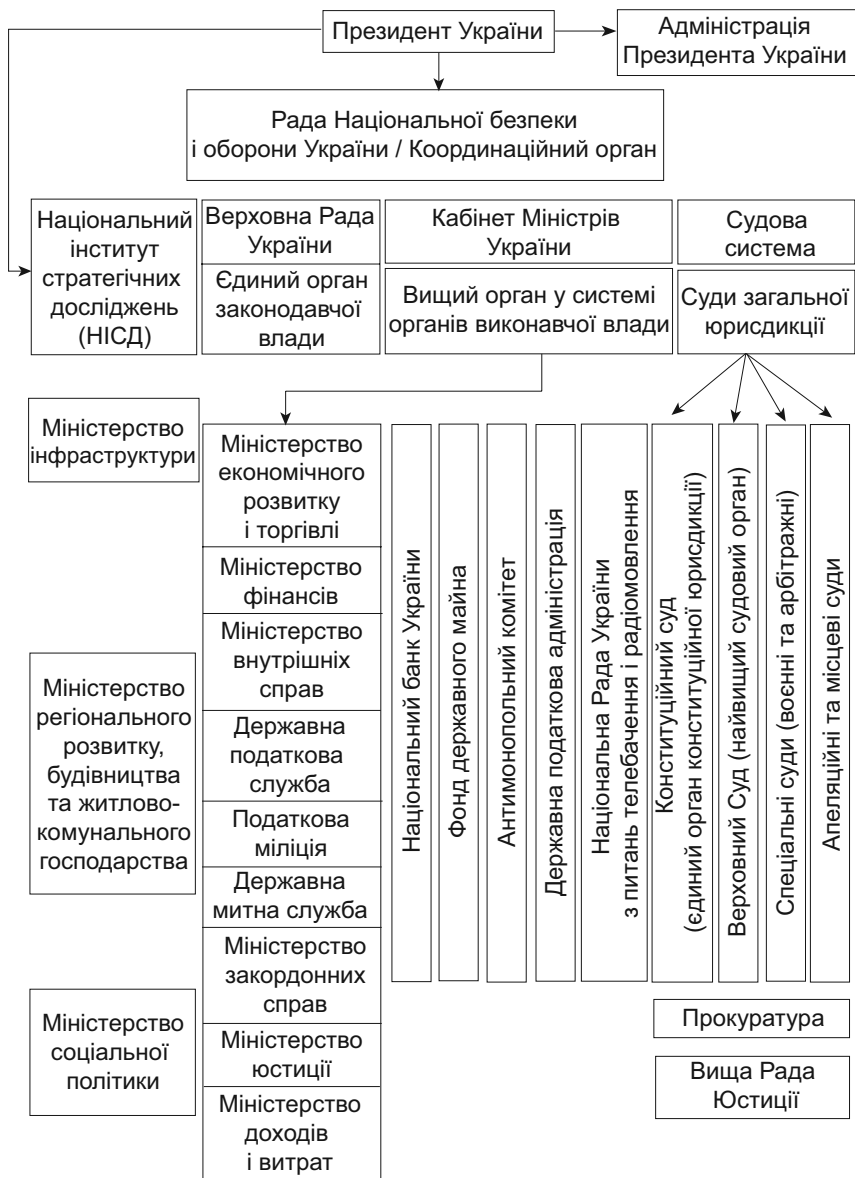 Президент України
Адміністрація
Президента України
Рада Національної безпеки
і оборони України / Координаційний орган
Національний
інститут
стратегічних
досліджень
(НІСД)
Верховна Рада
України
Єдиний орган
законодавчої
влади
Кабінет Міністрів
України
Вищий орган у системі
органів виконавчої влади
Судова
система
Суди загальної
юрисдикції
Міністерство
інфраструктури
Міністерство
регіонального
розвитку,
будівництва
та житлово-
комунального
господарства
Міністерство
соціальної
політики
Міністерство
економічного
розвитку
і торгівлі
Міністерство
фінансів
Міністерство
внутрішніх
справ
Державна
податкова
служба
Податкова
міліція
Державна
митна служба
Міністерство
закордонних
справ
Міністерство
юстиції
Міністерство
доходів
і витрат
Національний банк України
Фонд державного майна
Антимонопольний комітет
Державна податкова адміністрація
Національна Рада України
з питань телебачення і радіомовлення
Конституційний суд
(єдиний орган конституційної юрисдикції)
Верховний Суд (найвищий судовий орган)
Спеціальні суди (воєнні та арбітражні)
Апеляційні та місцеві суди
Прокуратура
Вища Рада
Юстиції